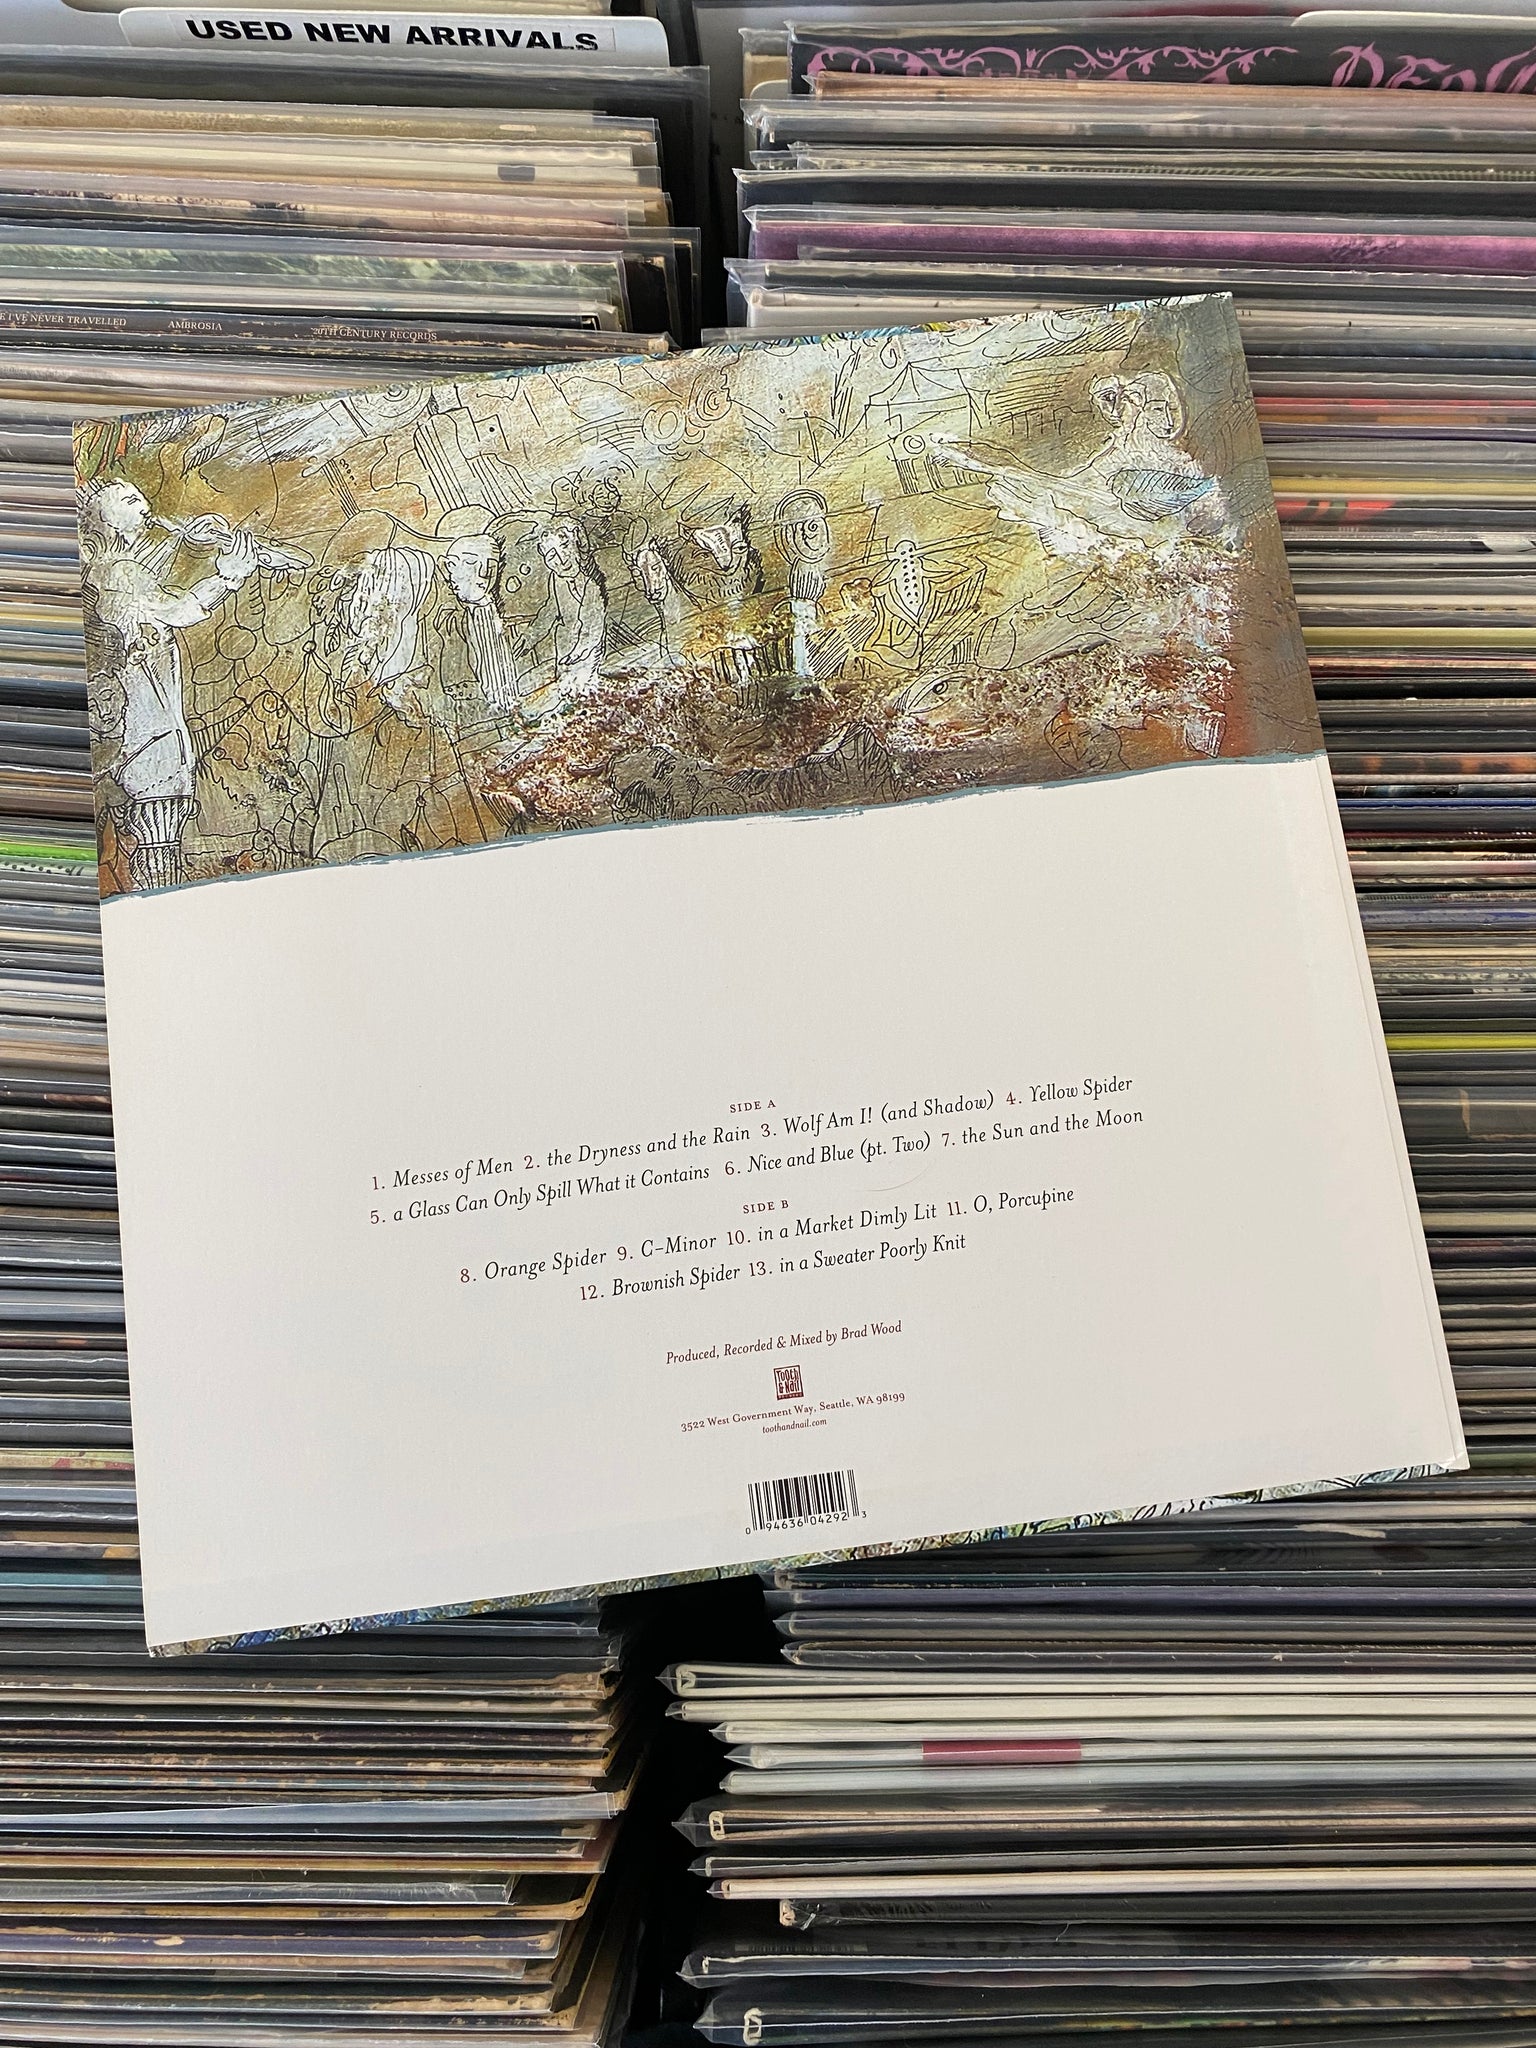 USED NEW ARRIVALS
E I'VE NEVER TRAVELLED AMBROSIA 20TH CENTURY RECORDS
SIDE A
1. Messes of Men 2. the Dryness and the Rain 3. Wolf Am I! (and Shadow) 4. Yellow Spider
5. a Glass Can Only Spill What it Contains 6. Nice and Blue (pt. Two) 7. the Sun and the Moon
SIDE B
8. Orange Spider 9. C-Minor 10. in a Market Dimly Lit 11. O, Porcupine
12. Brownish Spider 13. in a Sweater Poorly Knit
Produced, Recorded & Mixed by Brad Wood
Tooth
& Nail
3522 West Government Way, Seattle, WA 98199
toothandnail.com
0 94636 04292 3